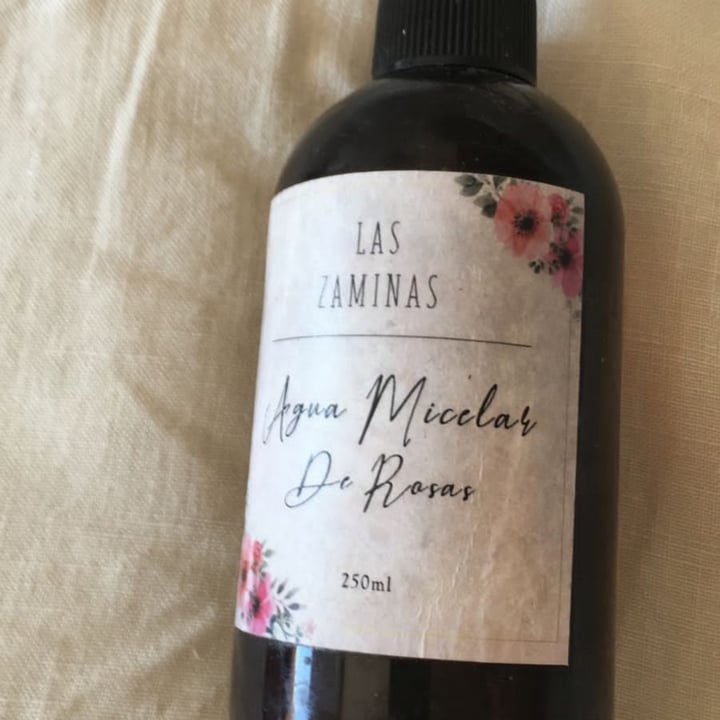 LAS
ZAMINAS
Agua Micelar
De Rosas
250ml